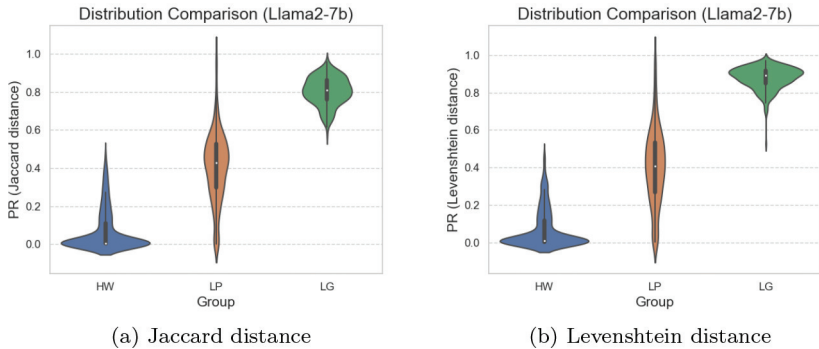 Distribution Comparison (Llama2-7b)
PR (Jaccard distance)
1.0
0.8
0.6
0.4
0.2
0.0
HW LP LG
Group
(a) Jaccard distance
Distribution Comparison (Llama2-7b)
PR (Levenshtein distance)
1.0
0.8
0.6
0.4
0.2
0.0
HW LP LG
Group
(b) Levenshtein distance